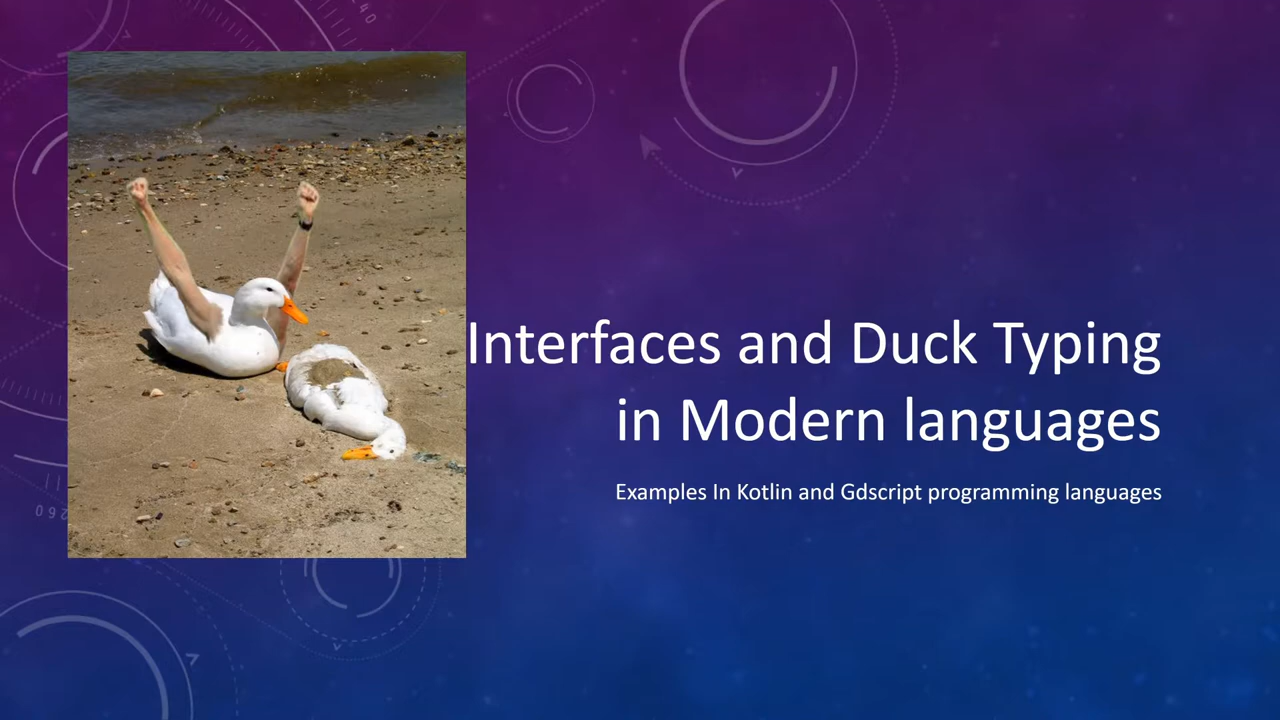 Interfaces and Duck Typing
in Modern languages
Examples In Kotlin and Gdscript programming languages